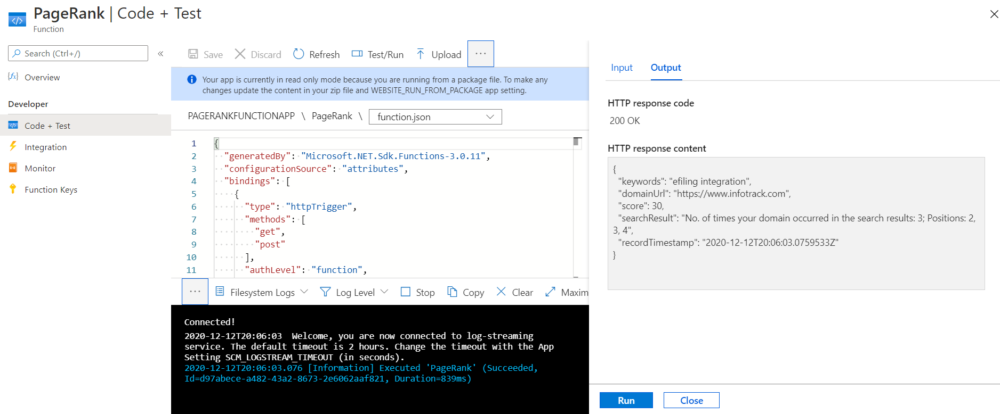 PageRank | Code + Test
Function
Search (Ctrl+/)
«
Overview
Developer
Code + Test
Integration
Monitor
Function Keys
Save
Discard
Refresh
Test/Run
Upload
...
Your app is currently in read only mode because you are running from a package file. To make any
changes update the content in your zip file and WEBSITE_RUN_FROM_PACKAGE app setting.
PAGERANKFUNCTIONAPP \ PageRank \ function.json
1 {
2 "generatedBy": "Microsoft.NET.Sdk.Functions-3.0.11",
3 "configurationSource": "attributes",
4 "bindings": [
5 {
6 "type": "httpTrigger",
7 "methods": [
8 "get",
9 "post"
10 ],
11 "authLevel": "function",
...
Filesystem Logs
Log Level
Stop
Copy
Clear
Maxim
Connected!
2020-12-12T20:06:03 Welcome, you are now connected to log-streaming
service. The default timeout is 2 hours. Change the timeout with the App
Setting SCM_LOGSTREAM_TIMEOUT (in seconds).
2020-12-12T20:06:03.076 [Information] Executed 'PageRank' (Succeeded,
Id=d97abece-a482-43a2-8673-2e6062aaf821, Duration=839ms)
Input
Output
HTTP response code
200 OK
HTTP response content
{
"keywords": "efiling integration",
"domainUrl": "https://www.infotrack.com",
"score": 30,
"searchResult": "No. of times your domain occurred in the search results: 3; Positions: 2,
3, 4",
"recordTimestamp": "2020-12-12T20:06:03.0759533Z"
}
Run
Close